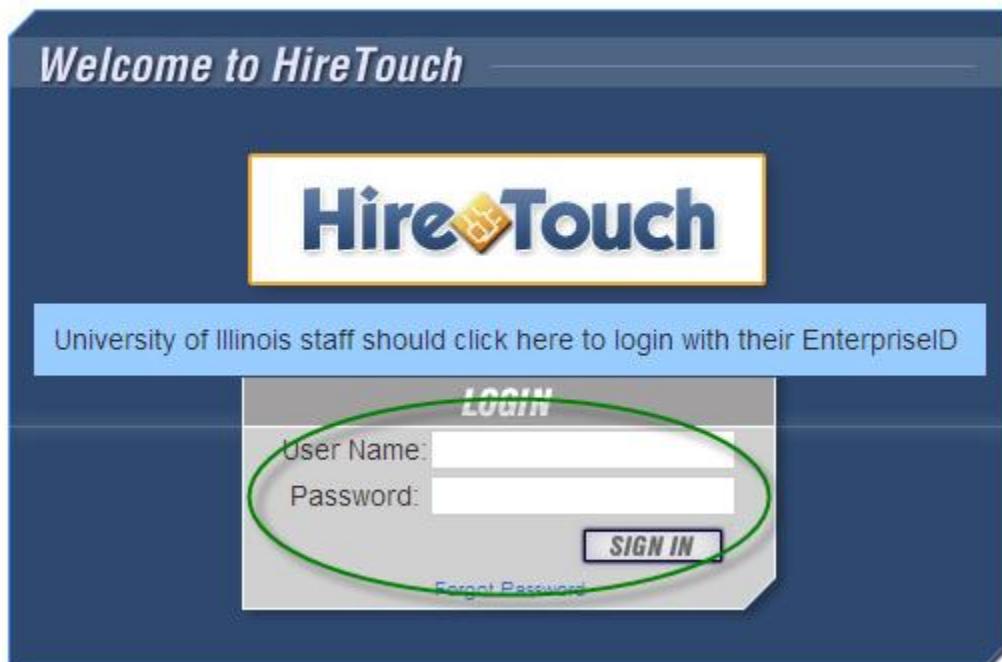 Welcome to HireTouch
HireTouch
University of Illinois staff should click here to login with their EnterpriseID
LOGIN
User Name:
Password:
SIGN IN
Forgot Password